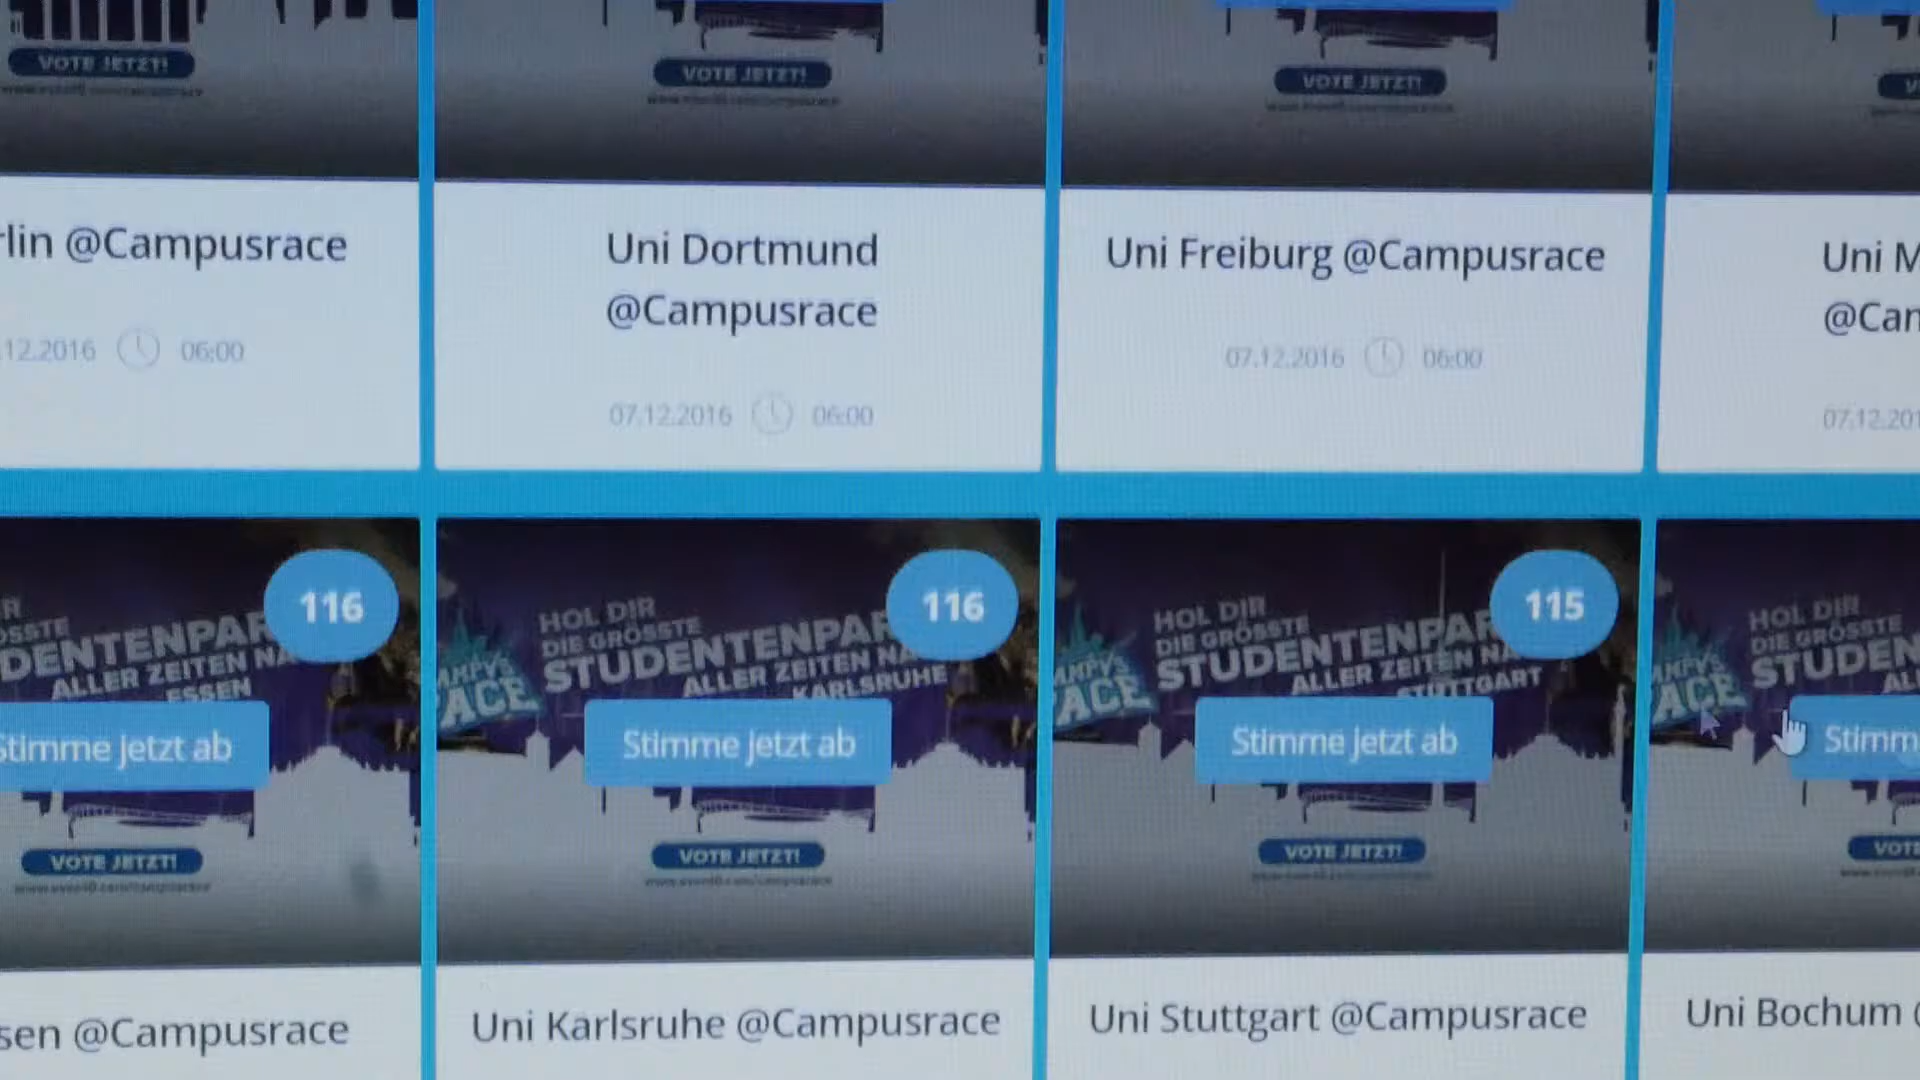 VOTE JETZT!
VOTE JETZT!
VOTE JETZT!
rlin @Campusrace
12.2016 06:00
Uni Dortmund
@Campusrace
07.12.2016 06:00
Uni Freiburg @Campusrace
07.12.2016 06:00
Uni M
@Can
07.12.201
116
DENTENPAR
ALLER ZEITEN NA
ESSEN
Stimme jetzt ab
VOTE JETZT!
sen @Campusrace
116
HOL DIR
DIE GRÖSSTE
STUDENTENPAR
ALLER ZEITEN NA
KARLSRUHE
Stimme jetzt ab
VOTE JETZT!
Uni Karlsruhe @Campusrace
115
HOL DIR
DIE GRÖSSTE
STUDENTENPAR
ALLER ZEITEN NA
STUTTGART
Stimme jetzt ab
VOTE JETZT!
Uni Stuttgart @Campusrace
HOL DIR
DIE GRÖSSTE
STUDEN
AL
Stimm
VOTE
Uni Bochum